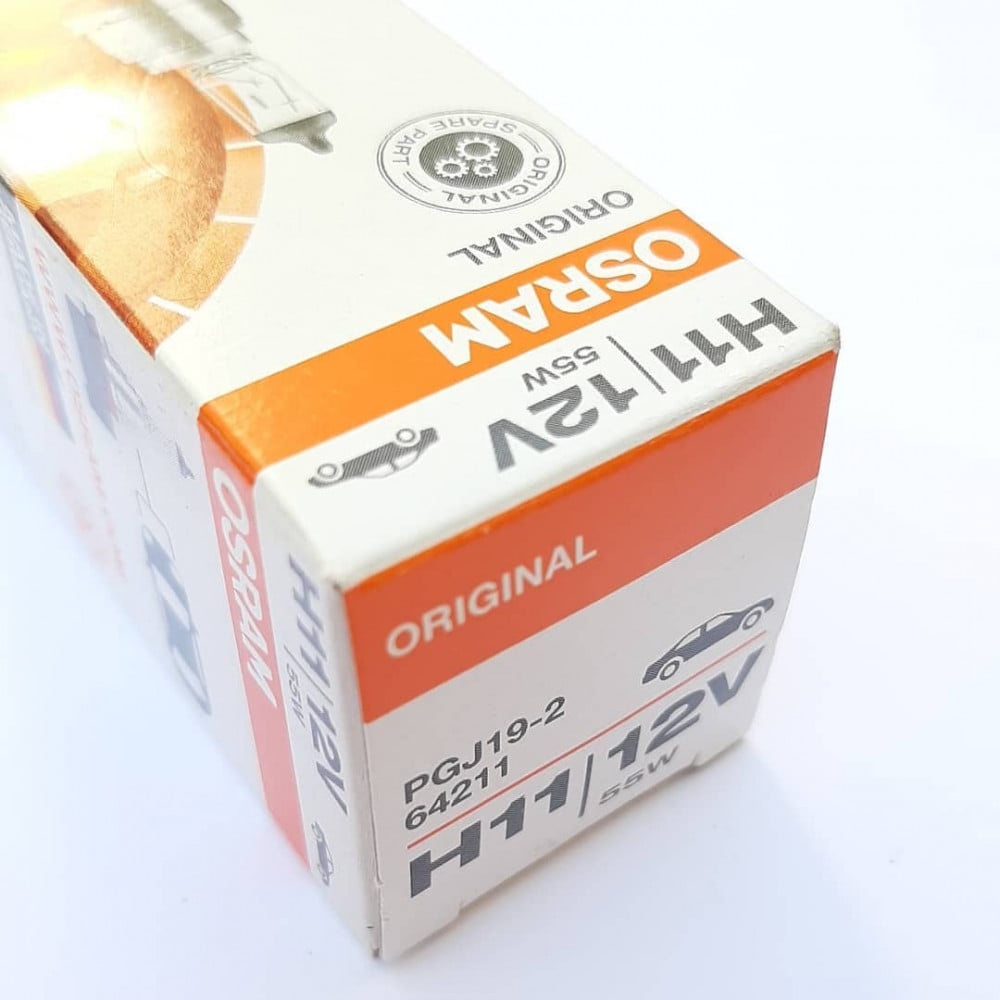 ORIGINAL
SPARE PART
ORIGINAL
OSRAM
H11 | 12V
55W
OSRAM
H11 | 12V
55W
ORIGINAL
PGJ19-2
64211
H11 | 12V
55W